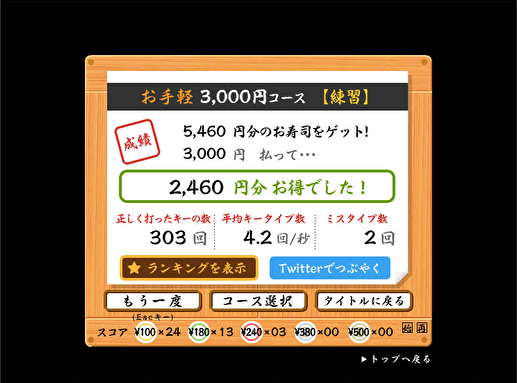 お手軽 3,000円コース 【練習】
成績
5,460 円分のお寿司をゲット!
3,000 円 払って…
2,460 円分 お得でした!
正しく打ったキーの数 平均キータイプ数 ミスタイプ数
303 回 4.2 回/秒 2 回
★ ランキングを表示 Twitterでつぶやく
もう一度 コース選択 タイトルに戻る
(Escキー)
スコア ¥100×24 ¥180×13 ¥240×03 ¥380×00 ¥500×00
▶トップへ戻る